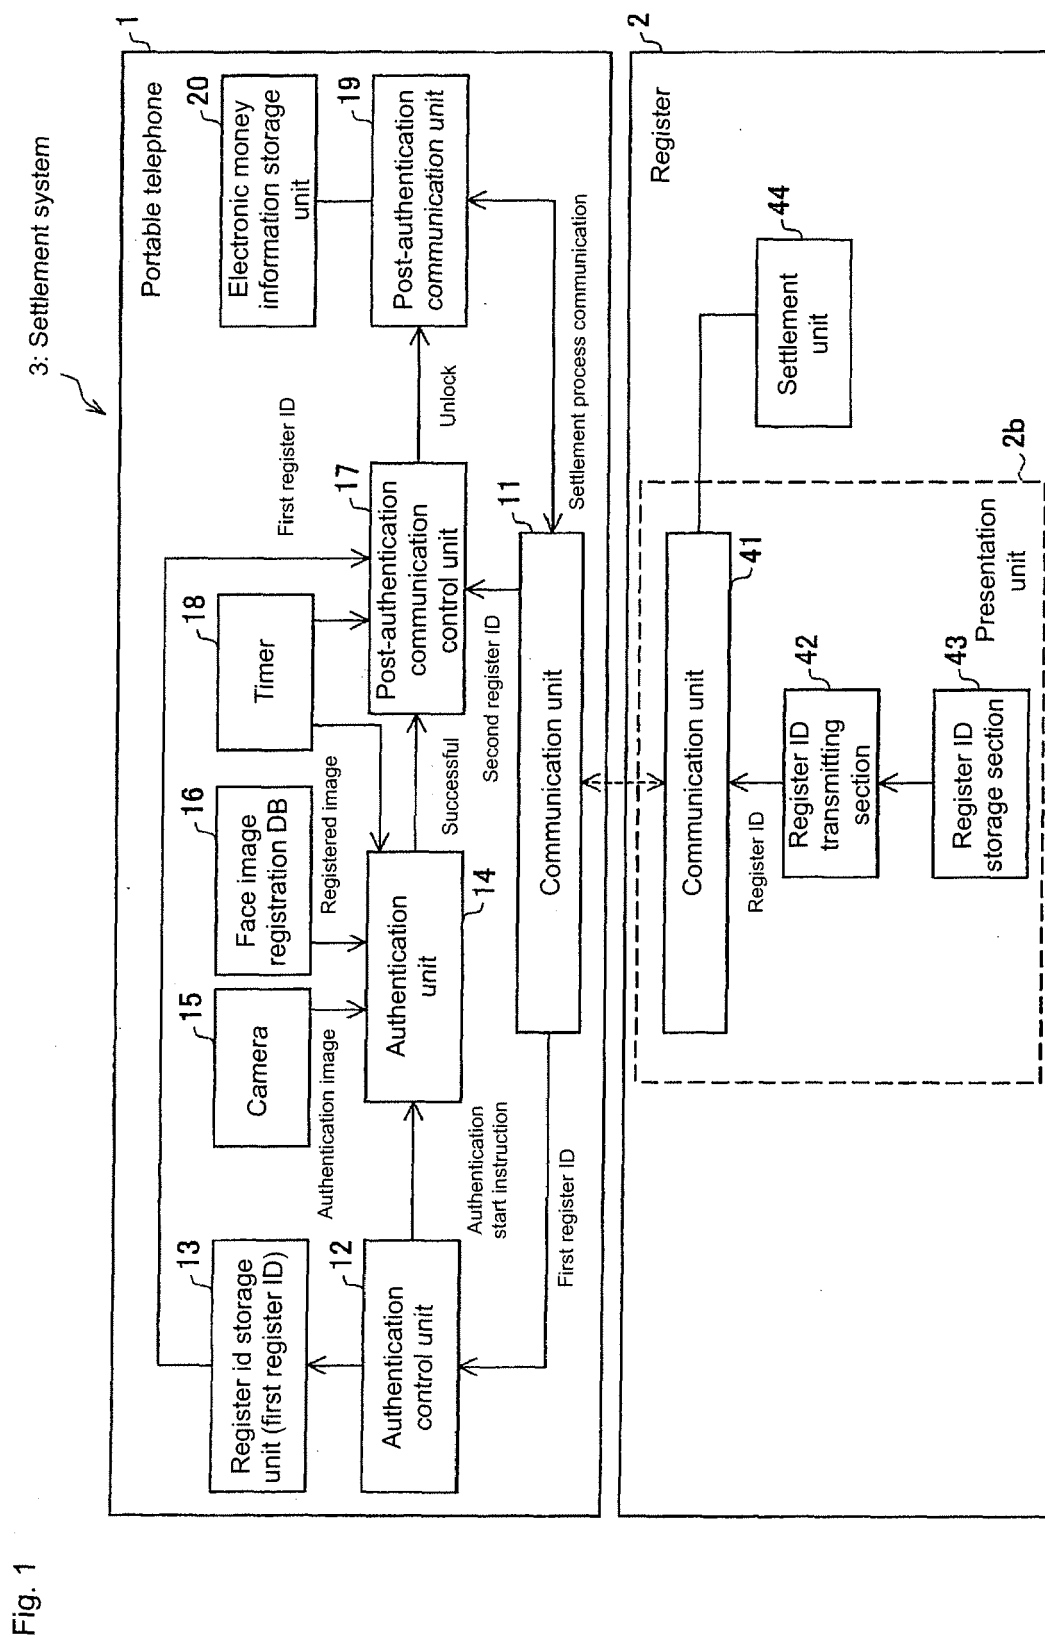 Fig. 1
3: Settlement system
1
Portable telephone
13
Register id storage
unit (first register ID)
15
Camera
16
Face image
registration DB
18
Timer
First register ID
20
Electronic money
information storage
unit
Authentication image
Registered image
12
Authentication
control unit
Authentication
start instruction
Authentication
unit
14
Successful
17
Post-authentication
communication
control unit
Unlock
19
Post-authentication
communication unit
First register ID
Second register ID
11
Communication unit
Settlement process communication
2
Register
Communication unit
41
Register ID
42
Register ID
transmitting
section
43
Register ID
storage section
Presentation
unit
2b
44
Settlement
unit